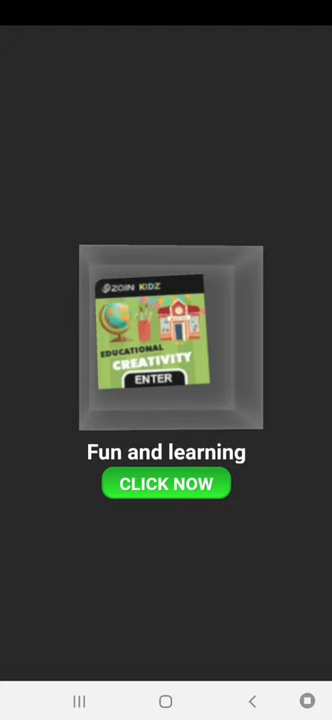 ZOIN KIDZ
EDUCATIONAL
CREATIVITY
ENTER
Fun and learning
CLICK NOW